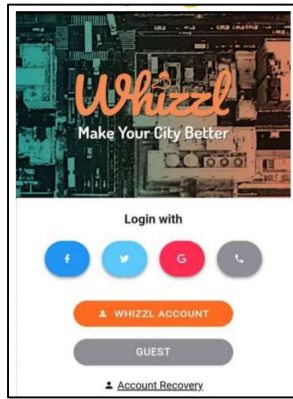 Whizzl
Make Your City Better
Login with
f
G
WHIZZL ACCOUNT
GUEST
Account Recovery